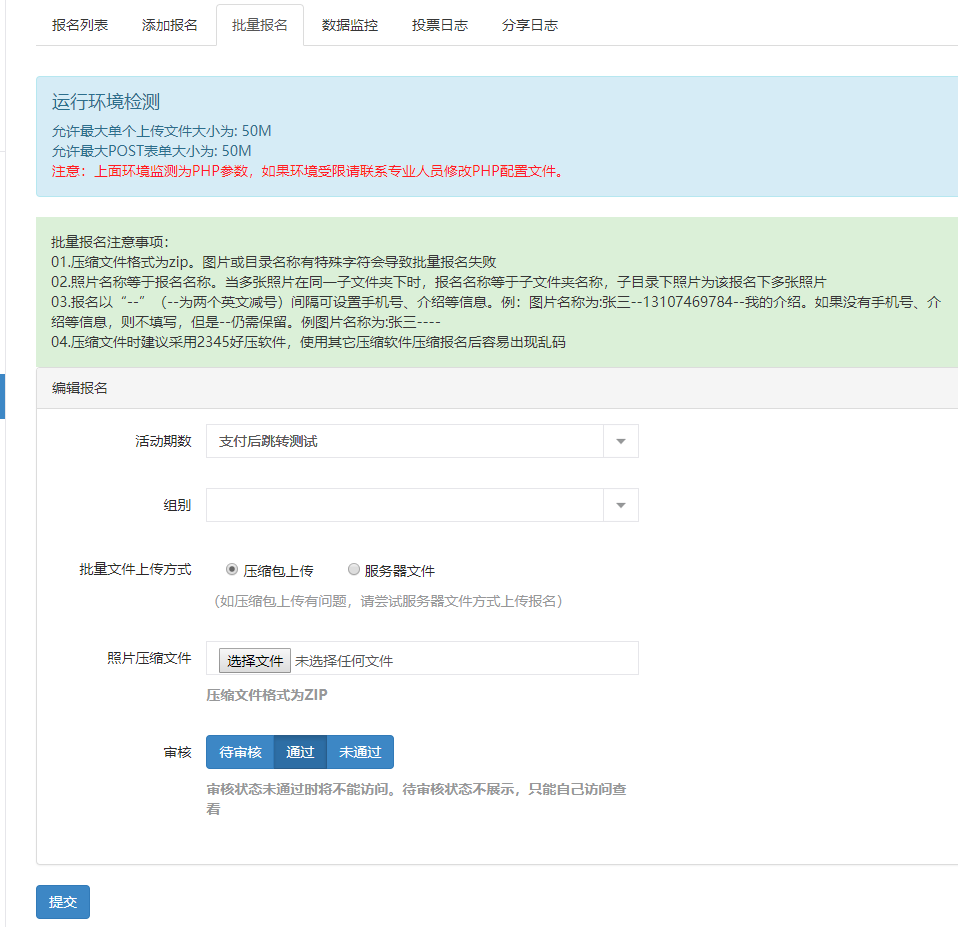 报名列表 添加报名 批量报名 数据监控 投票日志 分享日志
运行环境检测
允许最大单个上传文件大小为: 50M
允许最大POST表单大小为: 50M
注意：上面环境监测为PHP参数，如果环境受限请联系专业人员修改PHP配置文件。
批量报名注意事项：
01.压缩文件格式为zip。图片或目录名称有特殊字符会导致批量报名失败
02.照片名称等于报名名称。当多张照片在同一子文件夹下时，报名名称等于子文件夹名称，子目录下照片为该报名下多张照片
03.报名以“--”（--为两个英文减号）间隔可设置手机号、介绍等信息。例：图片名称为:张三--13107469784--我的介绍。如果没有手机号、介
绍等信息，则不填写，但是--仍需保留。例图片名称为:张三----
04.压缩文件时建议采用2345好压软件，使用其它压缩软件压缩报名后容易出现乱码
编辑报名
活动期数 支付后跳转测试
组别
批量文件上传方式 压缩包上传 服务器文件
（如压缩包上传有问题，请尝试服务器文件方式上传报名）
照片压缩文件 选择文件 未选择任何文件
压缩文件格式为ZIP
审核 待审核 通过 未通过
审核状态未通过时将不能访问。待审核状态不展示，只能自己访问查
看
提交